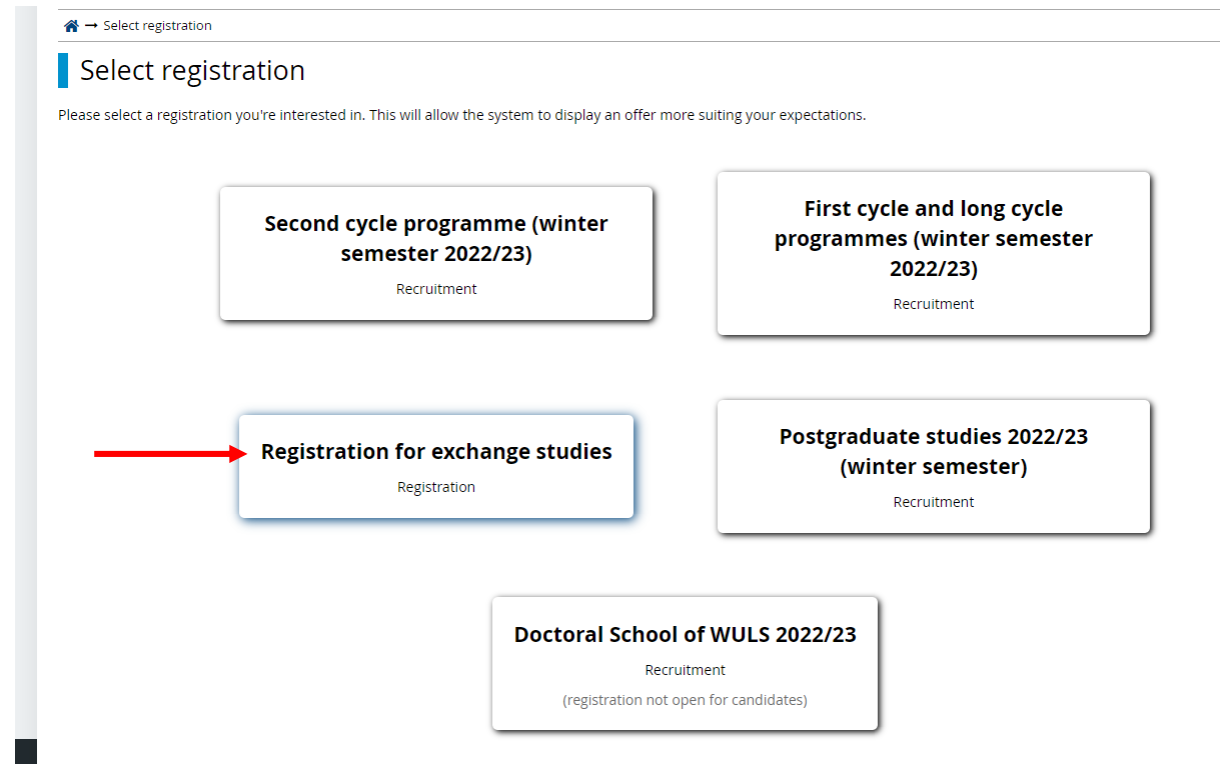 → Select registration
Select registration
Please select a registration you're interested in. This will allow the system to display an offer more suiting your expectations.
Second cycle programme (winter
semester 2022/23)
Recruitment
First cycle and long cycle
programmes (winter semester
2022/23)
Recruitment
Registration for exchange studies
Registration
Postgraduate studies 2022/23
(winter semester)
Recruitment
Doctoral School of WULS 2022/23
Recruitment
(registration not open for candidates)